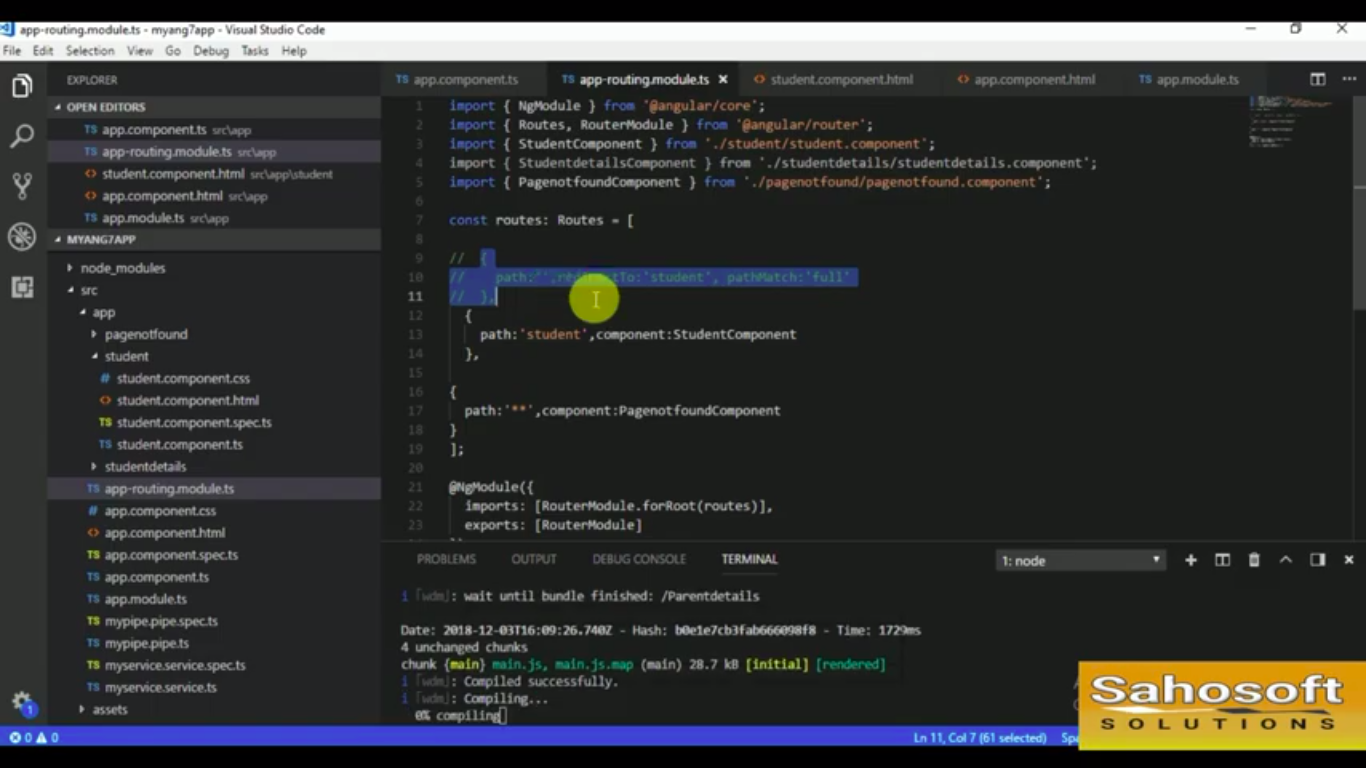 app-routing.module.ts - myang7app - Visual Studio Code
File Edit Selection View Go Debug Tasks Help
EXPLORER
OPEN EDITORS
TS app.component.ts src\app
TS app-routing.module.ts src\app
<> student.component.html src\app\student
<> app.component.html src\app
TS app.module.ts src\app
MYANG7APP
node_modules
src
app
pagenotfound
student
# student.component.css
<> student.component.html
TS student.component.spec.ts
TS student.component.ts
studentdetails
TS app-routing.module.ts
# app.component.css
<> app.component.html
TS app.component.spec.ts
TS app.component.ts
TS app.module.ts
TS mypipe.pipe.spec.ts
TS mypipe.pipe.ts
TS myservice.service.spec.ts
TS myservice.service.ts
assets
TS app.component.ts TS app-routing.module.ts × <> student.component.html <> app.component.html TS app.module.ts
1 import { NgModule } from '@angular/core';
2 import { Routes, RouterModule } from '@angular/router';
3 import { StudentComponent } from './student/student.component';
4 import { StudentdetailsComponent } from './studentdetails/studentdetails.component';
5 import { PagenotfoundComponent } from './pagenotfound/pagenotfound.component';
6
7 const routes: Routes = [
8
9 // {
10 // path:'',redirectTo:'student', pathMatch:'full'
11 // },
12 {
13 path:'student',component:StudentComponent
14 },
15
16 {
17 path:'**',component:PagenotfoundComponent
18 }
19 ];
20
21 @NgModule({
22 imports: [RouterModule.forRoot(routes)],
23 exports: [RouterModule]
PROBLEMS OUTPUT DEBUG CONSOLE TERMINAL 1: node
i ｢wdm｣: wait until bundle finished: /Parentdetails
Date: 2018-12-03T16:09:26.740Z - Hash: b0e1e7cb3fab666098f8 - Time: 1729ms
4 unchanged chunks
chunk {main} main.js, main.js.map (main) 28.7 kB [initial] [rendered]
i ｢wdm｣: Compiled successfully.
i ｢wdm｣: Compiling...
0% compiling
1
0 0 Ln 11, Col 7 (61 selected)
Sahosoft
SOLUTIONS